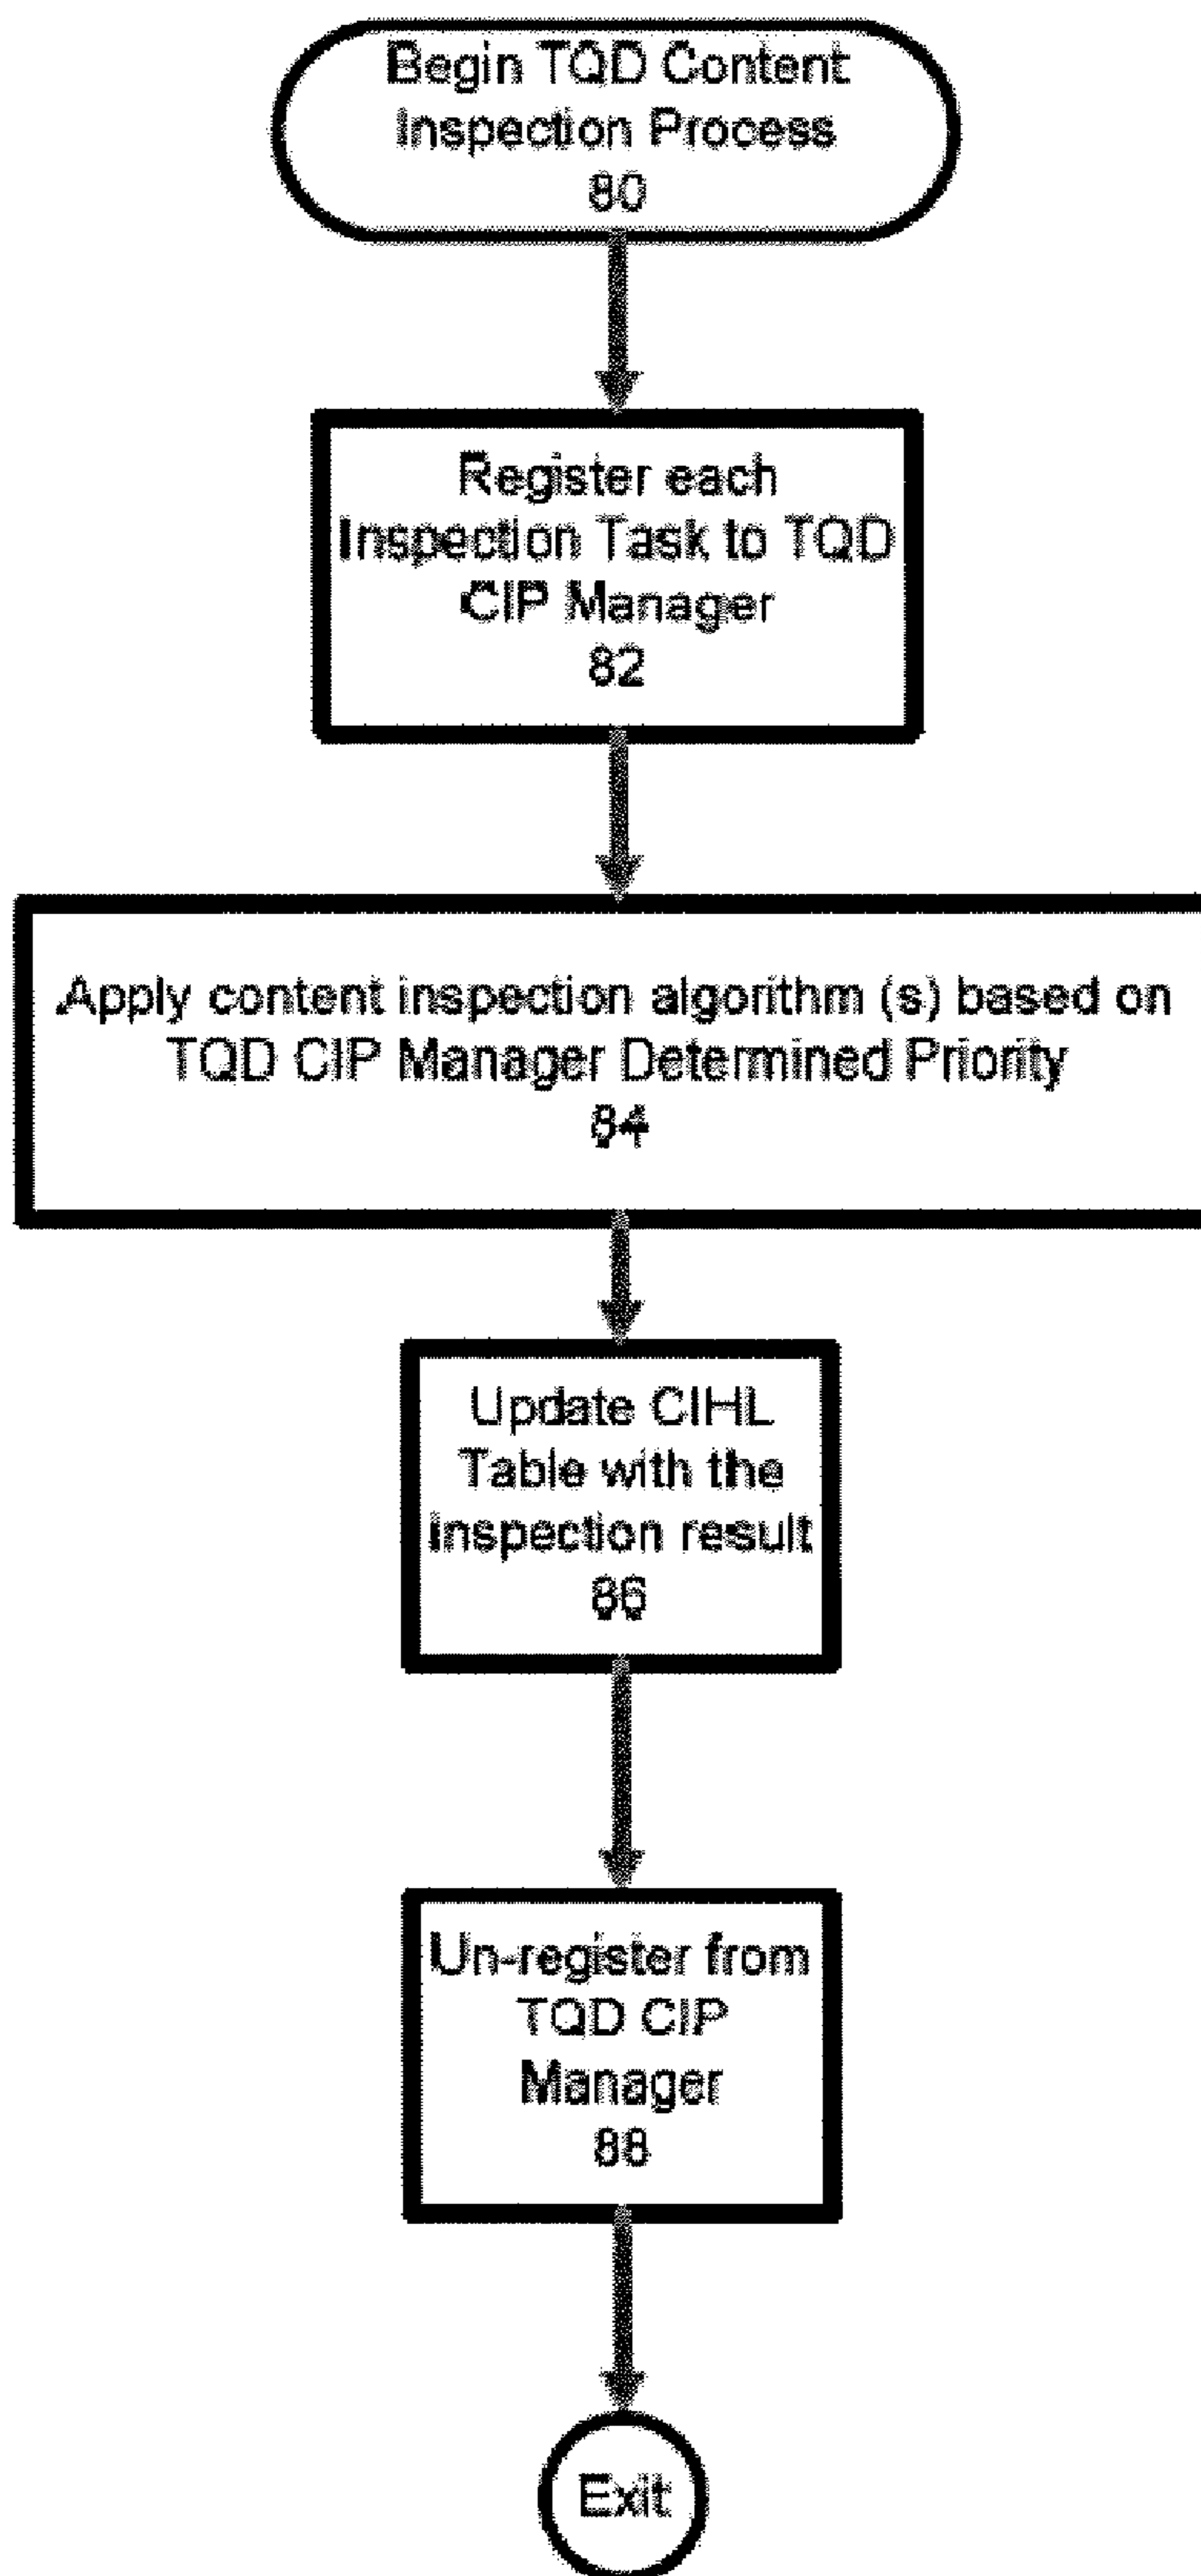 Begin TQD Content
Inspection Process
80
Register each
Inspection Task to TQD
CIP Manager
82
Apply content inspection algorithm (s) based on
TQD CIP Manager Determined Priority
84
Update CIHL
Table with the
inspection result
86
Un-register from
TQD CIP
Manager
88
Exit